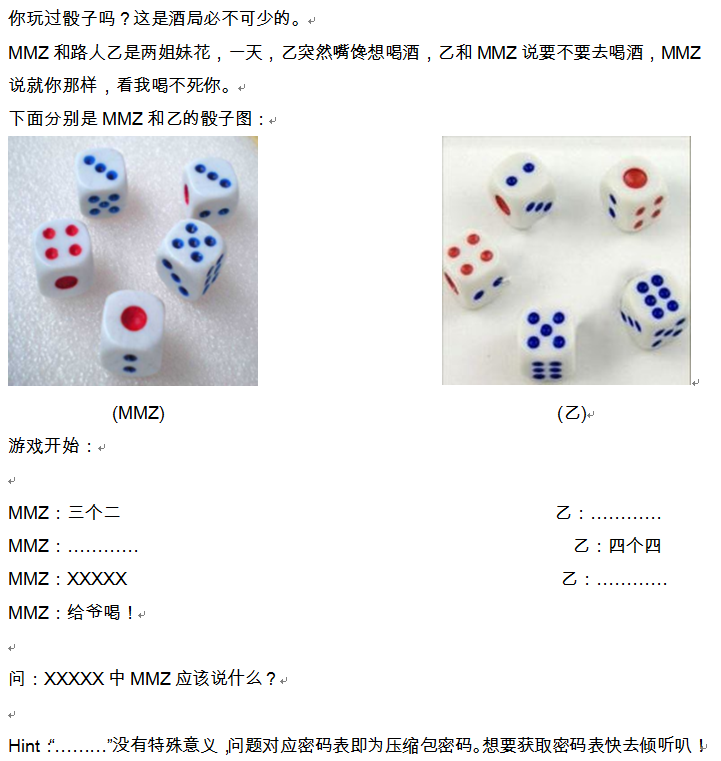 你玩过骰子吗？这是酒局必不可少的。
MMZ 和路人乙是两姐妹花，一天，乙突然嘴馋想喝酒，乙和 MMZ 说要不要去喝酒，MMZ
说就你那样，看我喝不死你。
下面分别是 MMZ 和乙的骰子图：
(MMZ) (乙)
游戏开始：
MMZ：三个二 乙：…………
MMZ：………… 乙：四个四
MMZ：XXXXX 乙：…………
MMZ：给爷喝！
问：XXXXX 中 MMZ 应该说什么？
Hint：“………”没有特殊意义，问题对应密码表即为压缩包密码。想要获取密码表快去倾听叭！